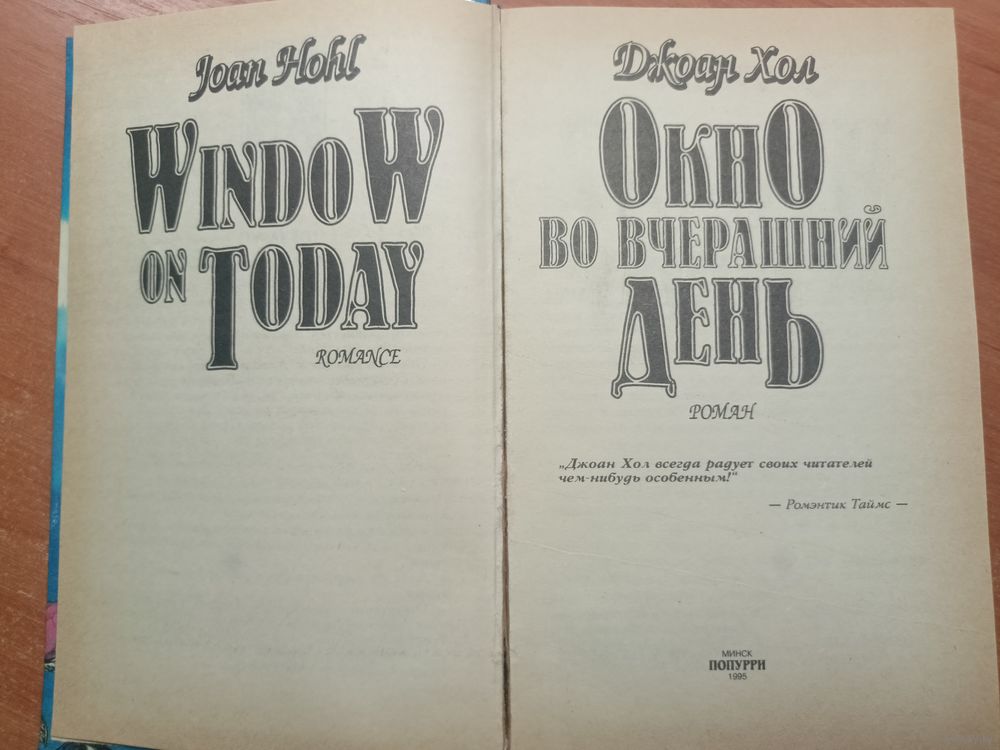 Joan Hohl
WINDOW
ON TODAY
ROMANCE
Джоан Хол
ОКНО
ВО ВЧЕРАШНИЙ
ДЕНЬ
РОМАН
„Джоан Хол всегда радует своих читателей
чем-нибудь особенным!“
— Ромэнтик Таймс —
МИНСК
ПОПУРРИ
1995